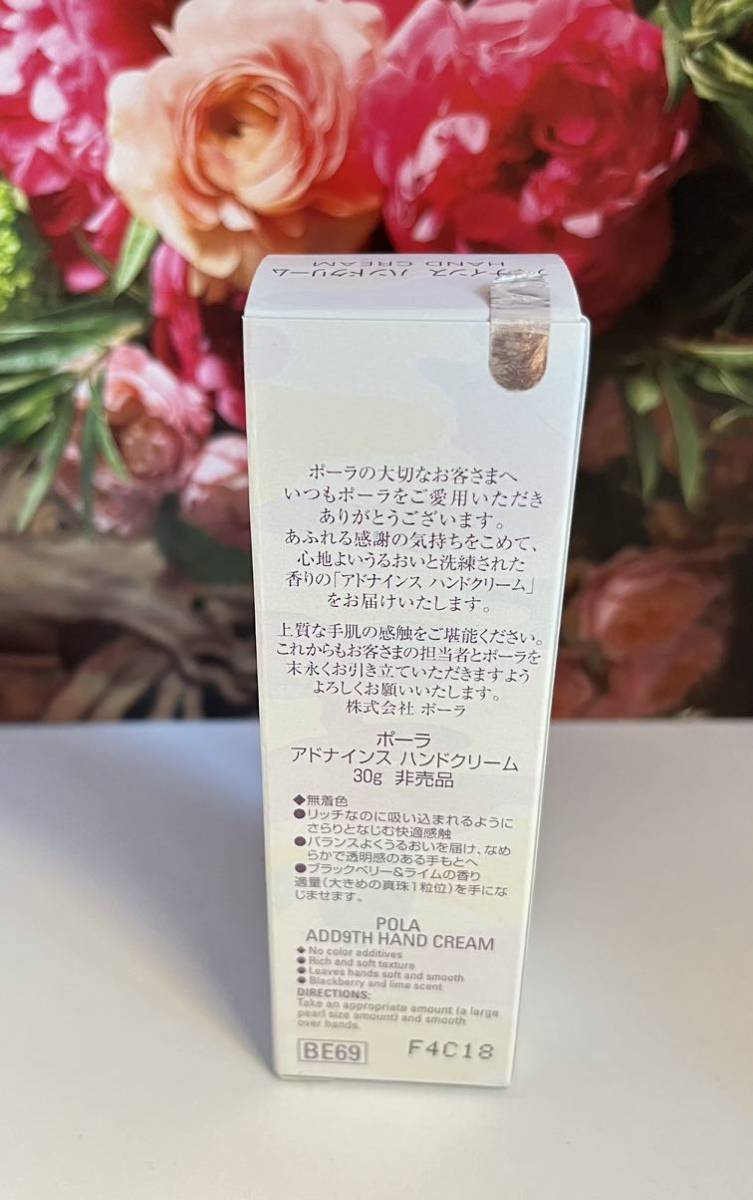 ハンドクリーム
HAND CREAM
ポーラの大切なお客さまへ
いつもポーラをご愛用いただき
ありがとうございます。
あふれる感謝の気持ちをこめて、
心地よいうるおいと洗練された
香りの「アドナインス ハンドクリーム」
をお届けいたします。
上質な手肌の感触をご堪能ください。
これからもお客さまの担当者とポーラを
末永くお引き立ていただきますよう
よろしくお願いいたします。
株式会社 ポーラ
ポーラ
アドナインス ハンドクリーム
30g 非売品
◆無着色
●リッチなのに吸い込まれるように
さらりとなじむ快適感触
●バランスよくうるおいを届け、なめ
らかで透明感のある手もとへ
●ブラックベリー&ライムの香り
適量(大きめの真珠1粒位)を手にな
じませます。
POLA
ADD9TH HAND CREAM
◆ No color additives
● Rich and soft texture
● Leaves hands soft and smooth
● Blackberry and lime scent
DIRECTIONS:
Take an appropriate amount (a large
pearl size amount) and smooth
over hands.
BE69 F4C18